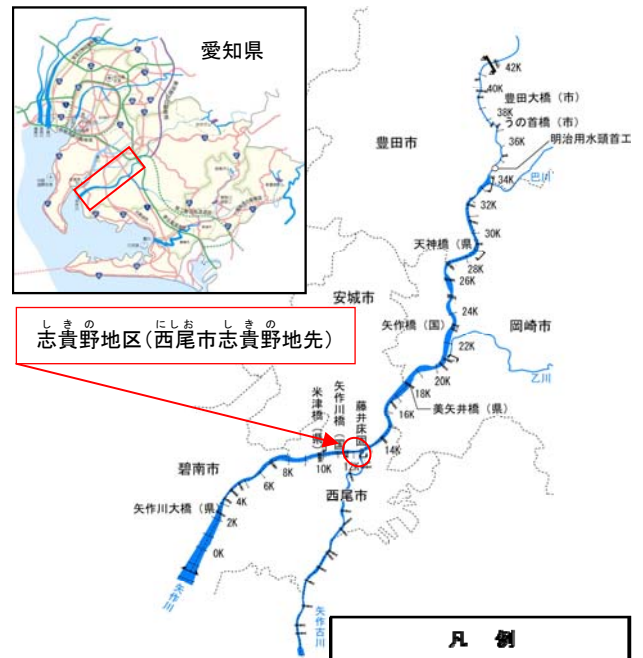 愛知県
42K
40K
豊田大橋(市)
38K
うの首橋(市)
豊田市
36K
明治用水頭首工
34K
巴川
32K
30K
天神橋(県)
28K
26K
安城市
24K
矢作橋(国)
岡崎市
しきの にしお しきの
志貴野地区(西尾市志貴野地先)
22K
乙川
20K
18K
美矢井橋(県)
米津橋(県)
矢作川橋(国)
藤井床固
16K
14K
12K
10K
8K
碧南市
6K
西尾市
4K
矢作川大橋(県)
2K
0K
矢作川
矢作古川
凡 例